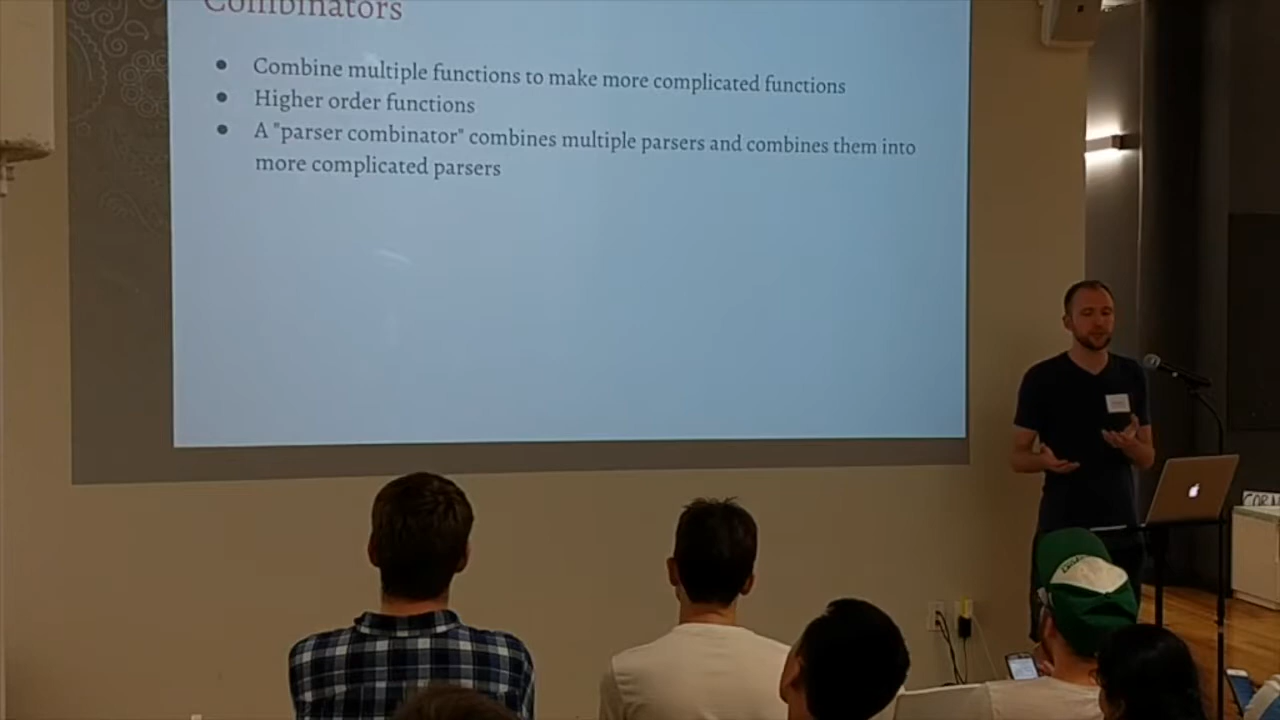 Combinators
● Combine multiple functions to make more complicated functions
● Higher order functions
● A "parser combinator" combines multiple parsers and combines them into
more complicated parsers